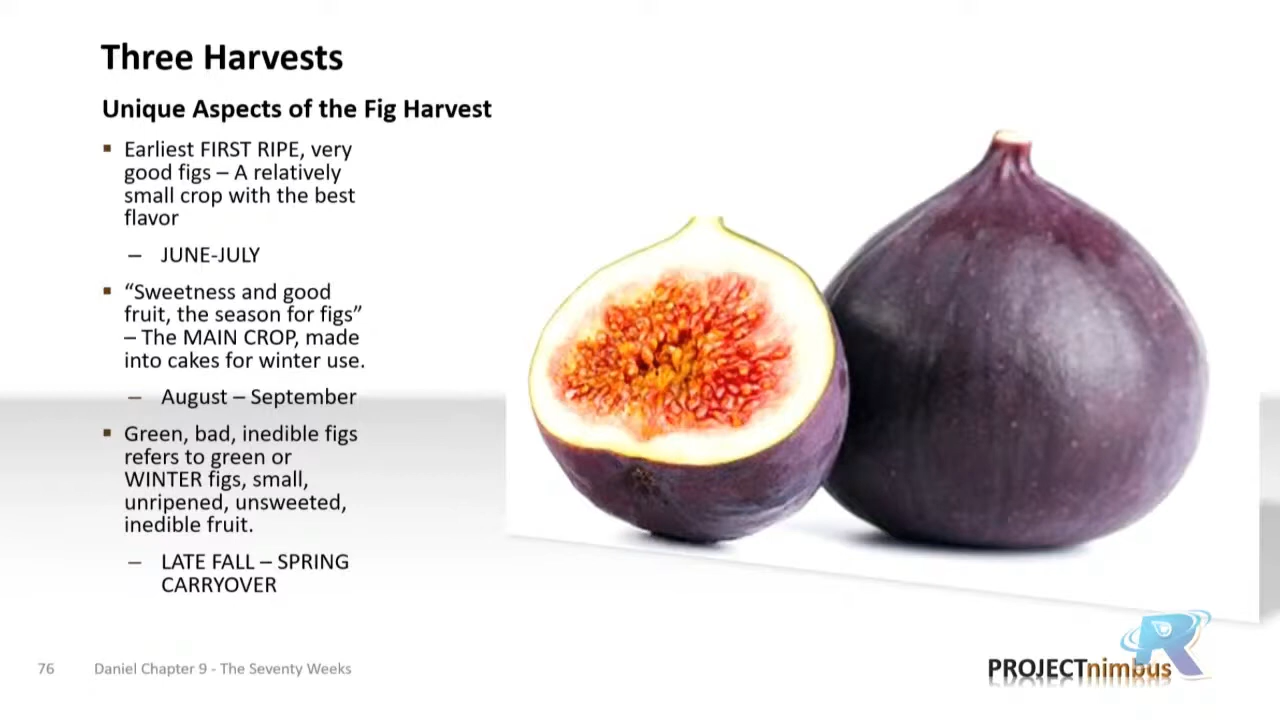 Three Harvests
Unique Aspects of the Fig Harvest
▪ Earliest FIRST RIPE, very
good figs – A relatively
small crop with the best
flavor
– JUNE-JULY
▪ “Sweetness and good
fruit, the season for figs”
– The MAIN CROP, made
into cakes for winter use.
– August – September
▪ Green, bad, inedible figs
refers to green or
WINTER figs, small,
unripened, unsweeted,
inedible fruit.
– LATE FALL – SPRING
CARRYOVER
76 Daniel Chapter 9 - The Seventy Weeks
PROJECTnimbus
R